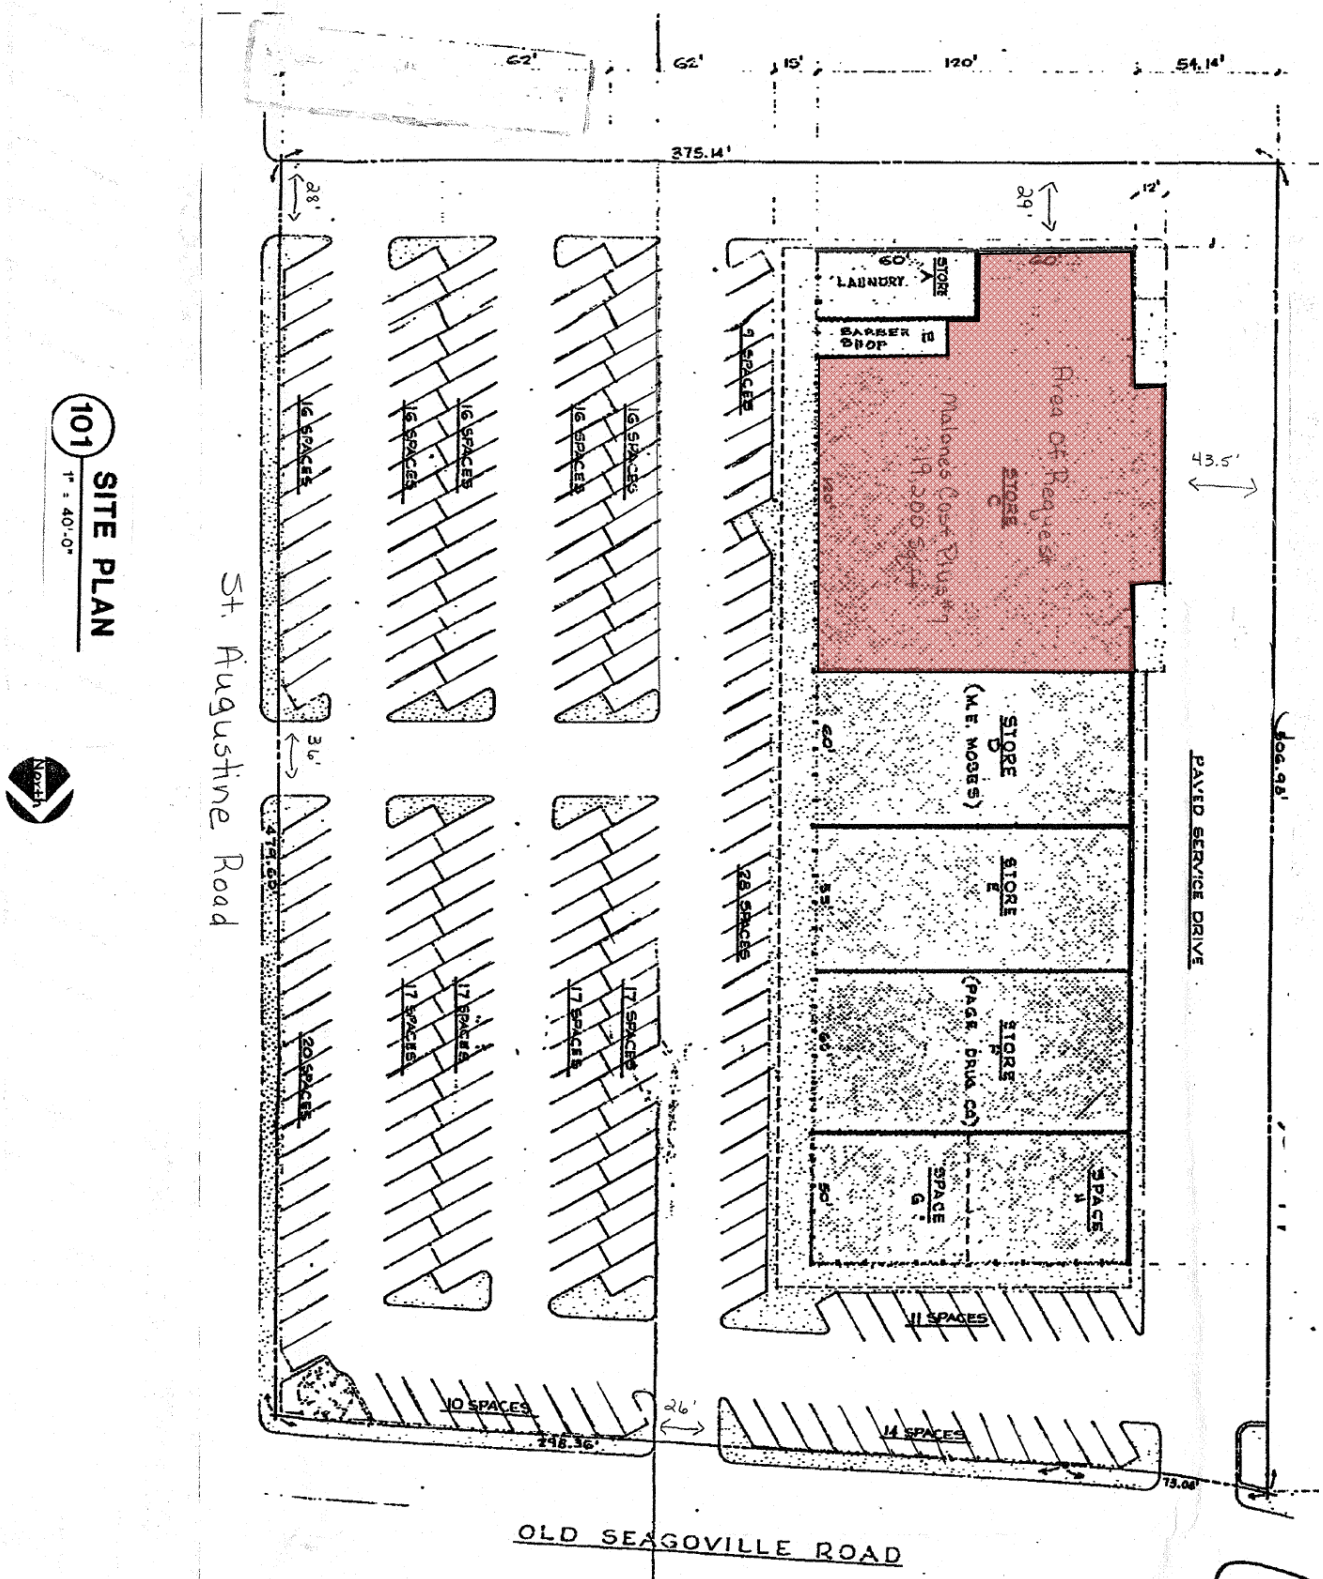 62'
62'
15'
120'
54.14'
375.14'
28'
29'
12'
60'
STORE
A
LAUNDRY
60'
BARBER
SHOP
B
9 SPACES
16 SPACES
16 SPACES
16 SPACES
16 SPACES
16 SPACES
Area Of Request
STORE
C
Malones Cost Plus #7
19,200 Sqft
120'
43.5'
101
SITE PLAN
1" = 40'-0"
North
St. Augustine Road
36'
STORE
D
(M.E. MOSES)
60'
506.98'
PAVED SERVICE DRIVE
28 SPACES
STORE
E
55'
STORE
F
(PAGE DRUG CO)
60'
20 SPACES
17 SPACES
17 SPACES
17 SPACES
17 SPACES
SPACE
G
SPACE
H
50'
11 SPACES
10 SPACES
26'
14 SPACES
298.36'
73.06'
OLD SEAGOVILLE ROAD